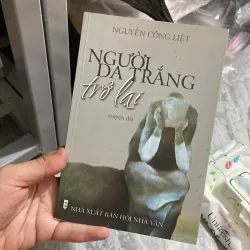 NGUYỄN CÔNG LIỆT
NGƯỜI
DA TRẮNG
trở lại
truyện dài
NHÀ XUẤT BẢN HỘI NHÀ VĂN